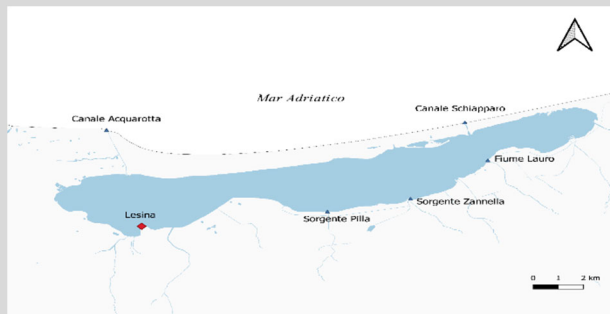 Mar Adriatico
Canale Acquarotta
Canale Schiapparo
Fiume Lauro
Sorgente Zannella
Lesina
Sorgente Pilla
0 1 2 km